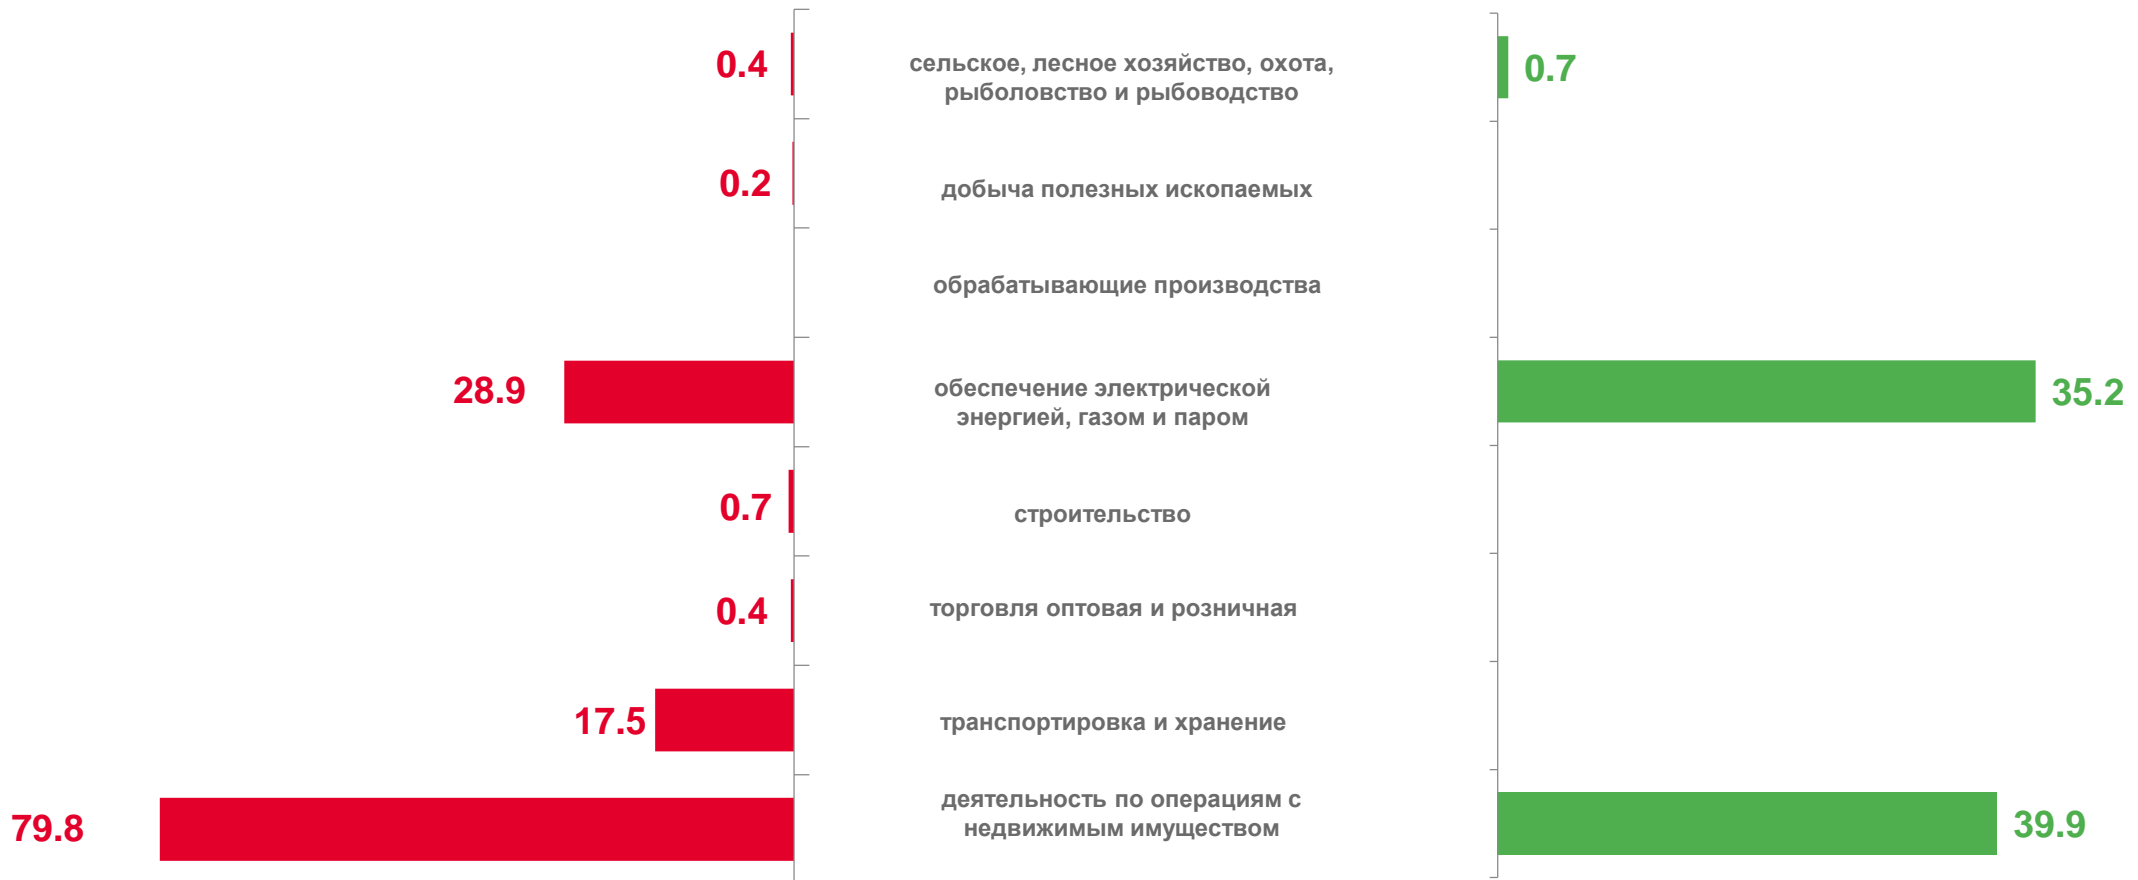 0.4
сельское, лесное хозяйство, охота,
рыболовство и рыбоводство
0.7
0.2
добыча полезных ископаемых
обрабатывающие производства
28.9
обеспечение электрической
энергией, газом и паром
35.2
0.7
строительство
0.4
торговля оптовая и розничная
17.5
транспортировка и хранение
79.8
деятельность по операциям с
недвижимым имуществом
39.9